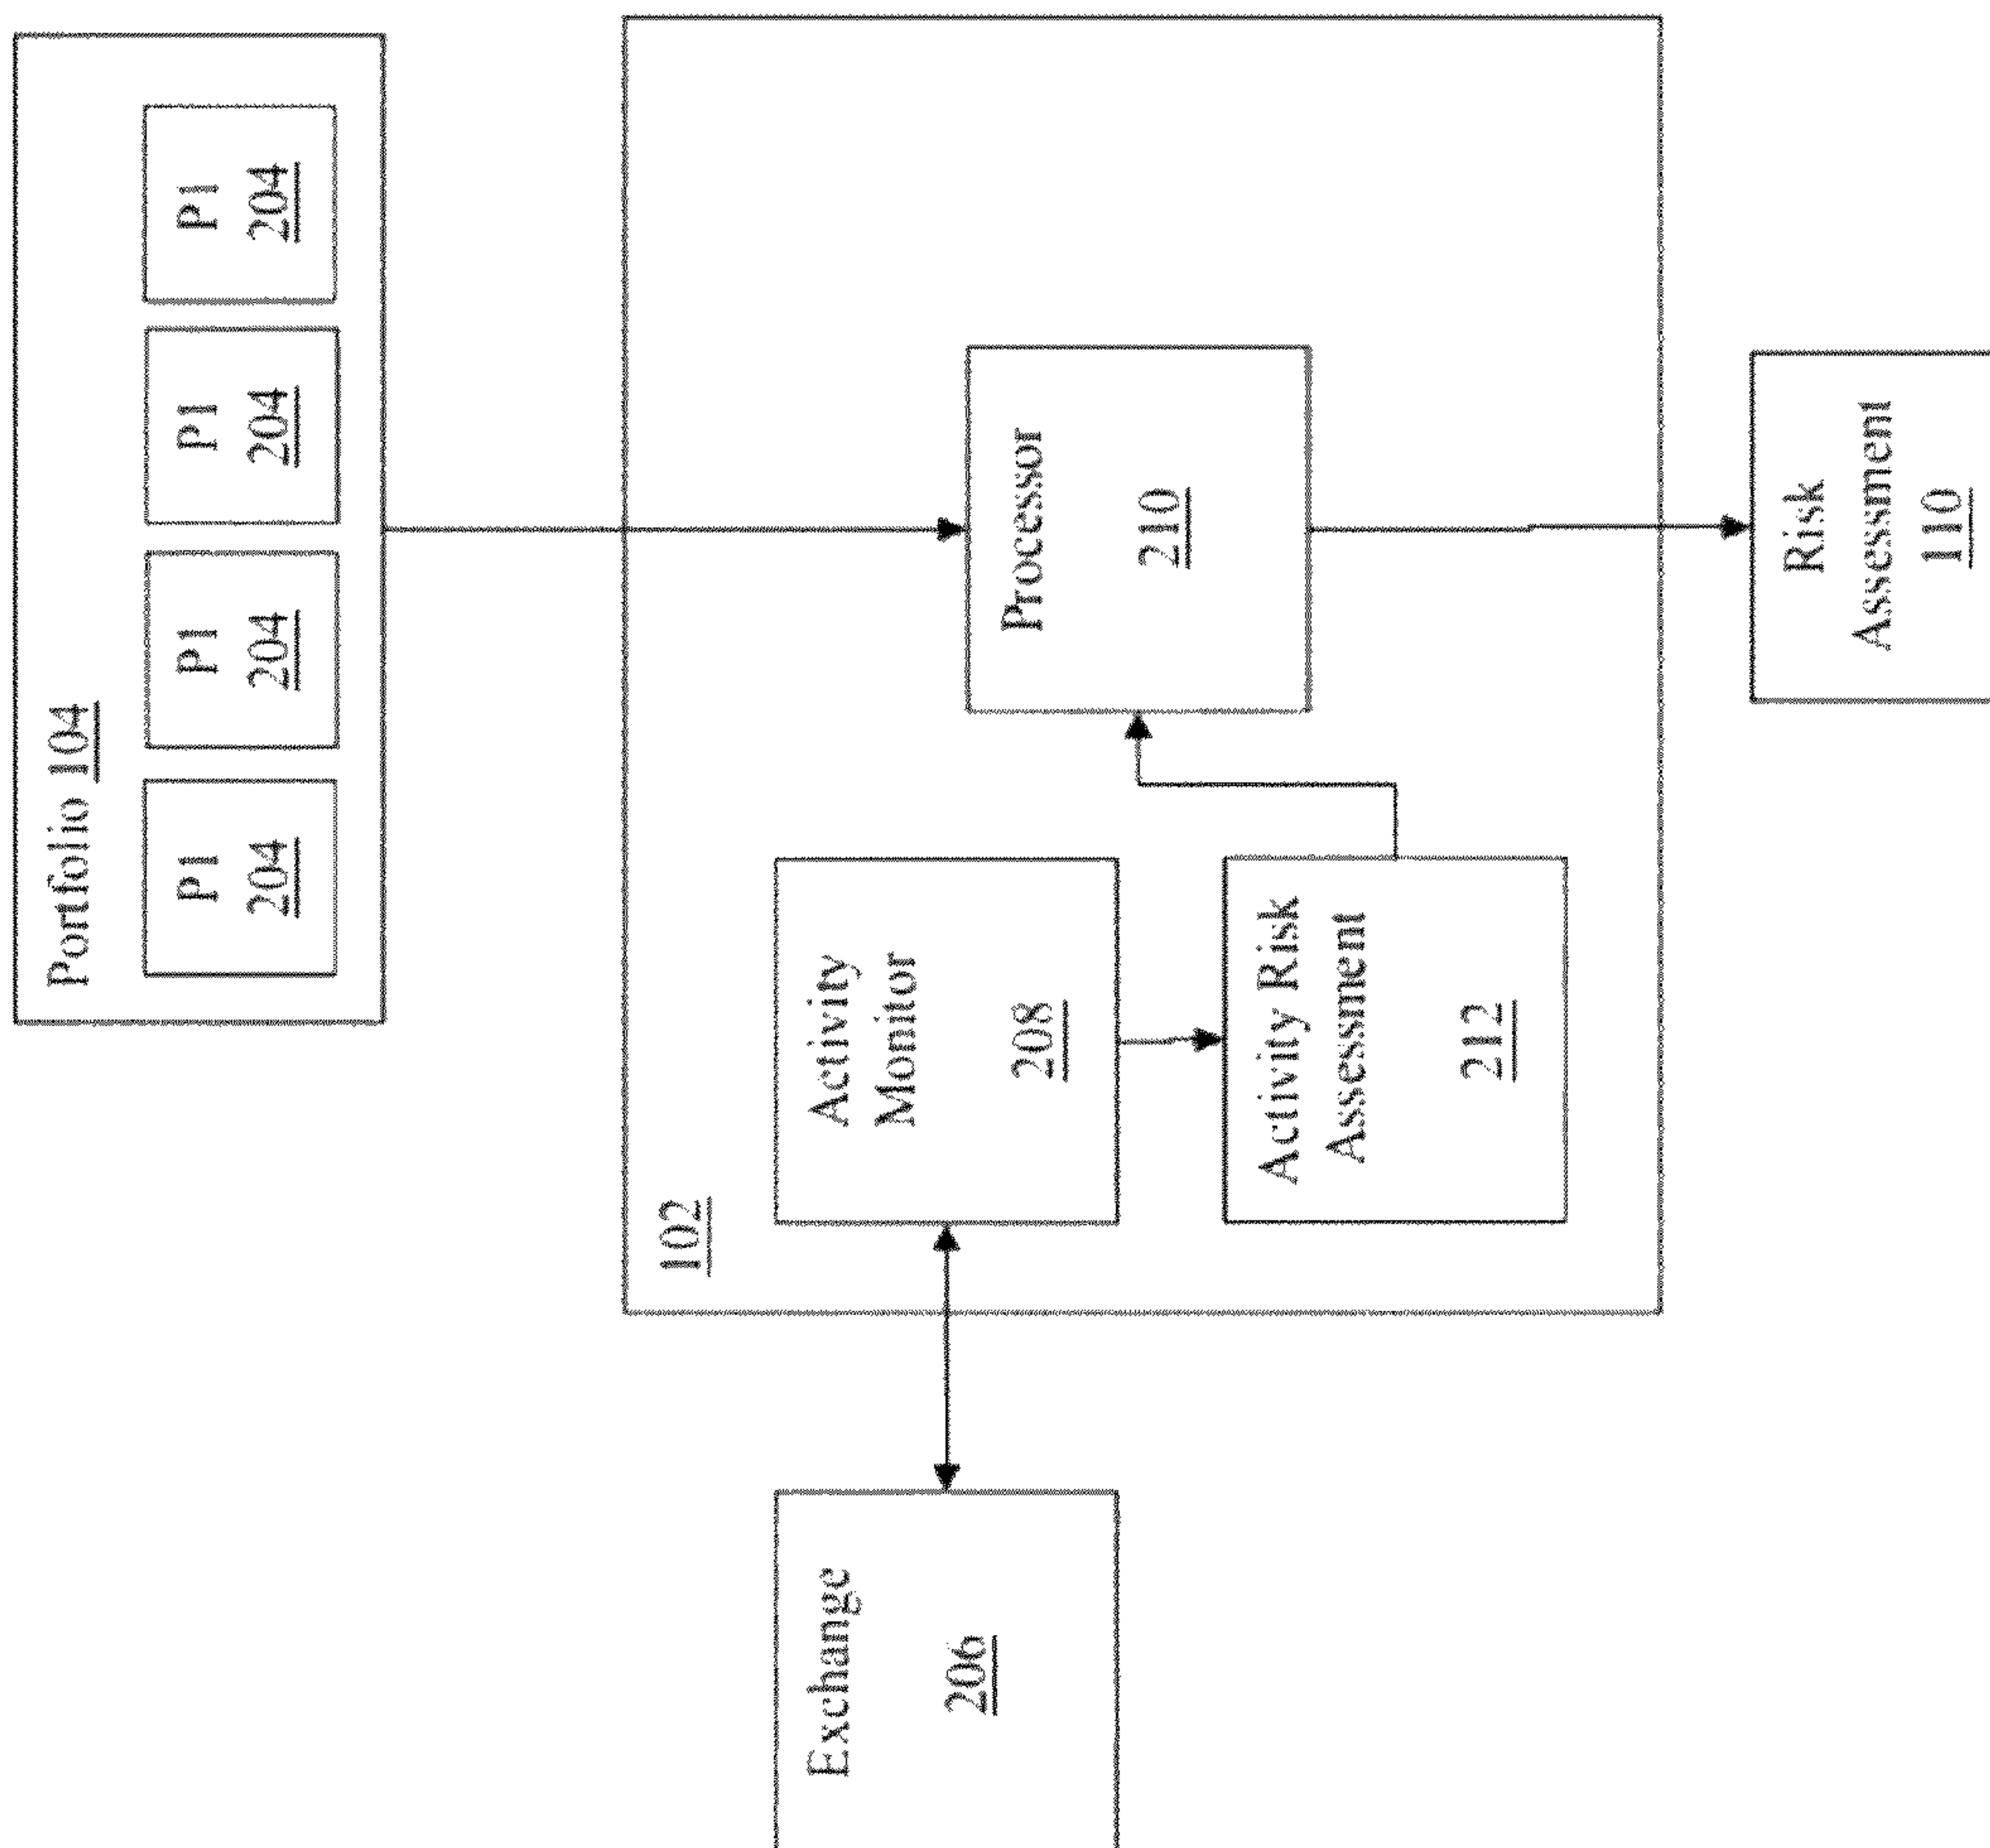 Portfolio 104
P1
204
P1
204
P1
204
P1
204
102
Exchange
206
Activity
Monitor
208
Processor
210
Activity Risk
Assessment
212
Risk
Assessment
110